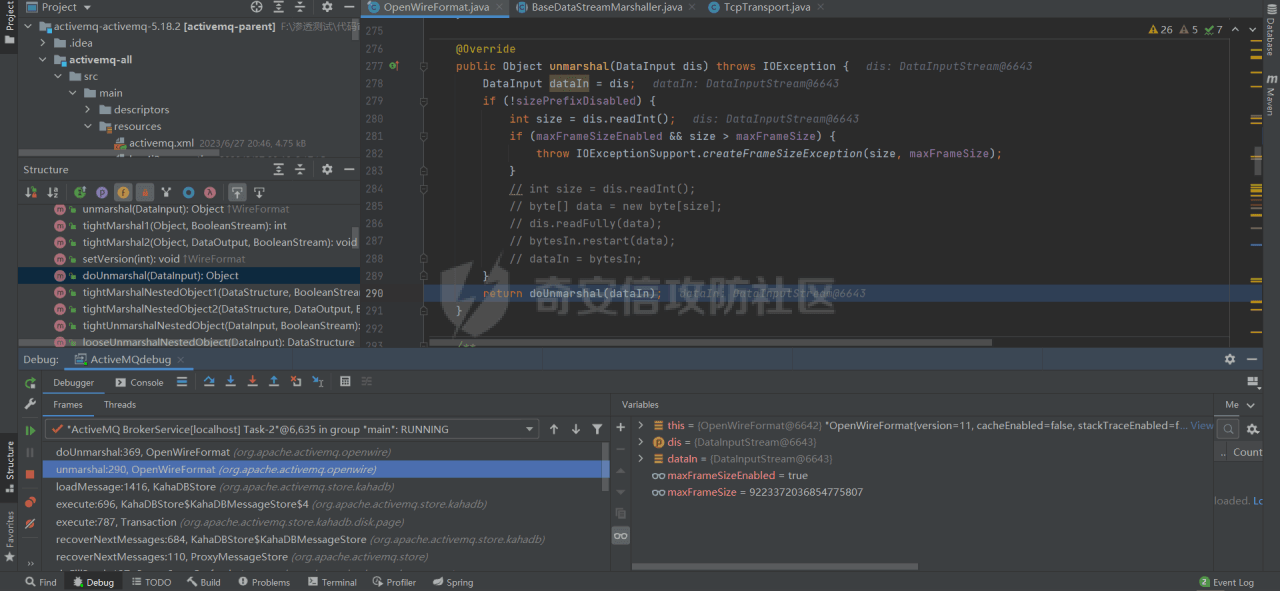 Project
activemq-activemq-5.18.2 [activemq-parent] F:\渗透测试\代码
.idea
activemq-all
src
main
descriptors
resources
activemq.xml 2023/6/27 20:46, 4.75 kB
Structure
unmarshal(DataInput): Object ↑WireFormat
tightMarshal1(Object, BooleanStream): int
tightMarshal2(Object, DataOutput, BooleanStream): void
setVersion(int): void ↑WireFormat
doUnmarshal(DataInput): Object
tightMarshalNestedObject1(DataStructure, BooleanStrea
tightMarshalNestedObject2(DataStructure, DataOutput, B
tightUnmarshalNestedObject(DataInput, BooleanStream):
looseUnmarshalNestedObject(DataInput): DataStructure
OpenWireFormat.java
BaseDataStreamMarshaller.java
TcpTransport.java
26 5 7
275
276 @Override
277 public Object unmarshal(DataInput dis) throws IOException { dis: DataInputStream@6643
278 DataInput dataIn = dis; dataIn: DataInputStream@6643
279 if (!sizePrefixDisabled) {
280 int size = dis.readInt(); dis: DataInputStream@6643
281 if (maxFrameSizeEnabled && size > maxFrameSize) {
282 throw IOExceptionSupport.createFrameSizeException(size, maxFrameSize);
283 }
284 // int size = dis.readInt();
285 // byte[] data = new byte[size];
286 // dis.readFully(data);
287 // bytesIn.restart(data);
288 // dataIn = bytesIn;
289 }
290 return doUnmarshal(dataIn); dataIn: DataInputStream@6643
291 }
292
293 /**
奇安信攻防社区
Project
Structure
Favorites
Database
Maven
Debug: ActiveMQdebug
Debugger Console
Frames Threads
"ActiveMQ BrokerService[localhost] Task-2"@6,635 in group "main": RUNNING
doUnmarshal:369, OpenWireFormat (org.apache.activemq.openwire)
unmarshal:290, OpenWireFormat (org.apache.activemq.openwire)
loadMessage:1416, KahaDBStore (org.apache.activemq.store.kahadb)
execute:696, KahaDBStore$KahaDBMessageStore$4 (org.apache.activemq.store.kahadb)
execute:787, Transaction (org.apache.activemq.store.kahadb.disk.page)
recoverNextMessages:684, KahaDBStore$KahaDBMessageStore (org.apache.activemq.store.kahadb)
recoverNextMessages:110, ProxyMessageStore (org.apache.activemq.store)
Variables
this = {OpenWireFormat@6642} "OpenWireFormat{version=11, cacheEnabled=false, stackTraceEnabled=f... View
dis = {DataInputStream@6643}
dataIn = {DataInputStream@6643}
maxFrameSizeEnabled = true
maxFrameSize = 9223372036854775807
Me
.. Count
loaded. Lo
Find Debug TODO Build Problems Terminal Profiler Spring
2 Event Log